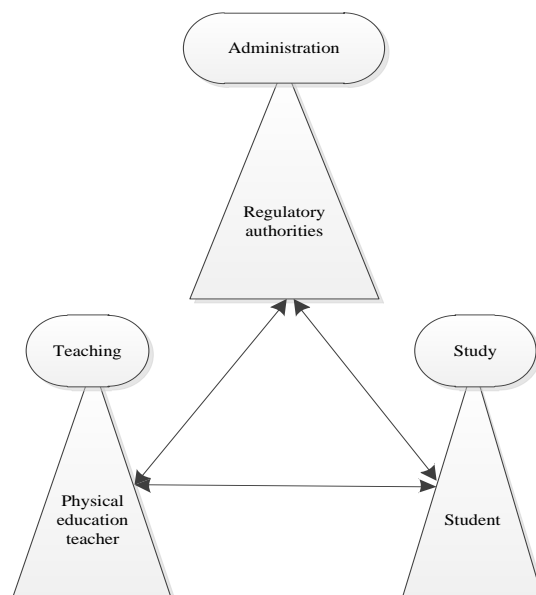 Administration
Regulatory
authorities
Teaching
Study
Physical
education
teacher
Student